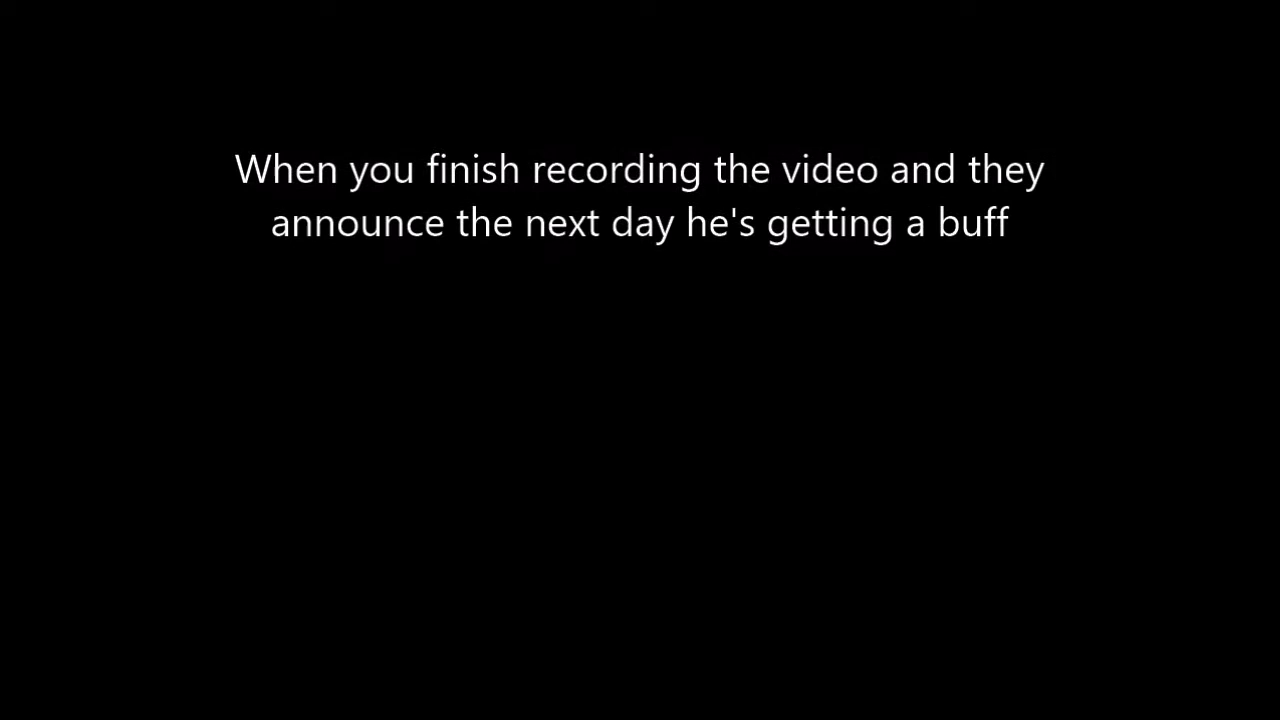 When you finish recording the video and they
announce the next day he's getting a buff